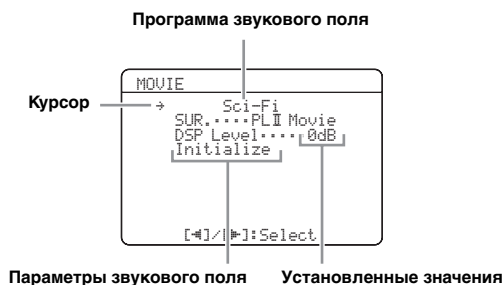 Программа звукового поля
MOVIE
Курсор
→ Sci-Fi
SUR.····PLⅡ Movie
DSP Level···· 0dB
Initialize
[◀]/[▶]:Select
Параметры звукового поля
Установленные значения